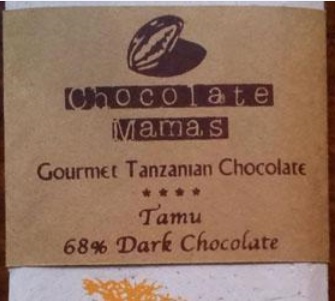 Chocolate
Mamas
Gourmet Tanzanian Chocolate
★★★★
Tamu
68% Dark Chocolate